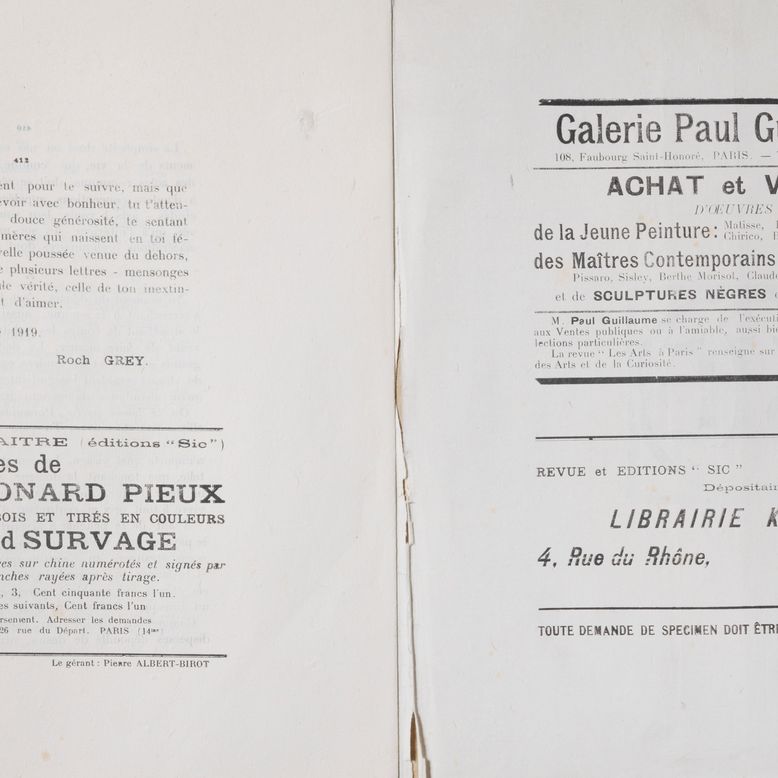 412
ent pour te suivre, mais que
evoir avec bonheur, tu t'atten-
douce générosité, te sentant
mères qui naissent en toi fé-
velle poussée venue du dehors,
e plusieurs lettres - mensonges
le vérité, celle de ton inextin-
t d'aimer.
1919.
Roch GREY.
AITRE (éditions "Sic")
es de
ONARD PIEUX
BOIS ET TIRÉS EN COULEURS
d SURVAGE
es sur chine numérotés et signés par
nches rayées après tirage.
, 3, Cent cinquante francs l'un.
es suivants, Cent francs l'un
rsement. Adresser les demandes
26 rue du Départ. PARIS (14me)
Le gérant : Pierre ALBERT-BIROT
Galerie Paul Gu
108, Faubourg Saint-Honoré, PARIS. —
ACHAT et V
D'ŒUVRES
de la Jeune Peinture: Matisse,
Chirico,
des Maîtres Contemporains
Pissaro, Sisley, Berthe Morisol, Claude
et de SCULPTURES NÈGRES
M. Paul Guillaume se charge de l'exécuti
aux Ventes publiques ou à l'amiable, aussi bie
lections particulières.
La revue " Les Arts à Paris " renseigne sur
des Arts et de la Curiosité.
REVUE et EDITIONS " SIC "
Dépositair
LIBRAIRIE K
4, Rue du Rhône,
TOUTE DEMANDE DE SPECIMEN DOIT ÊTRE